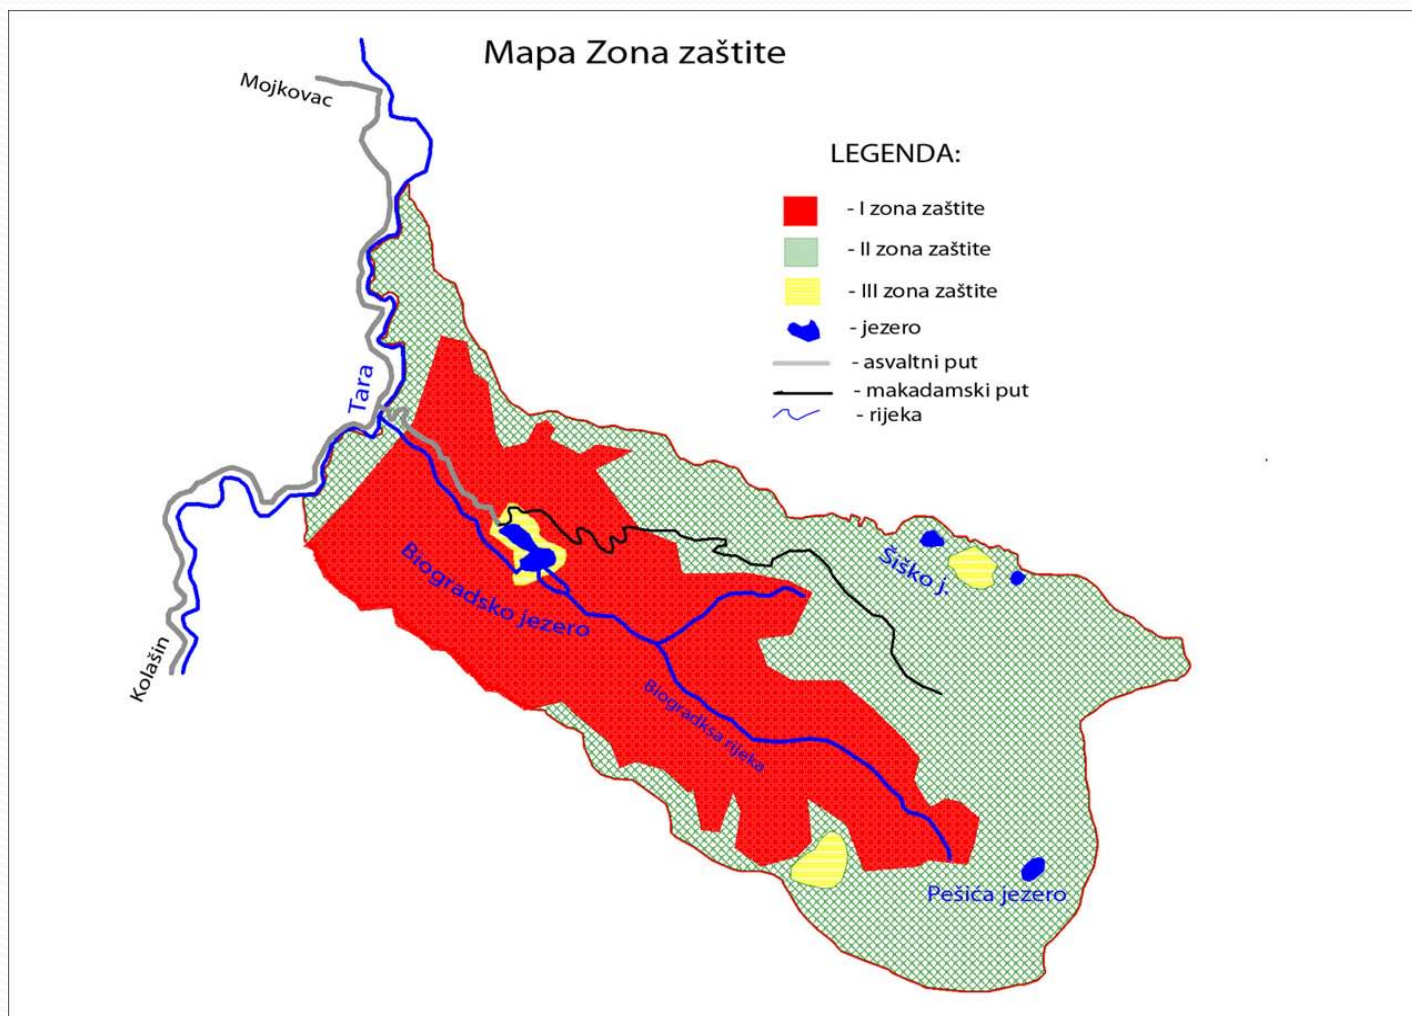 Mapa Zona zaštite
Mojkovac
LEGENDA:
- I zona zaštite
- II zona zaštite
- III zona zaštite
- jezero
- asvaltni put
- makadamski put
- rijeka
Tara
Šiško j.
Biogradsko jezero
Kolašin
Biogradksa rijeka
Pešića jezero